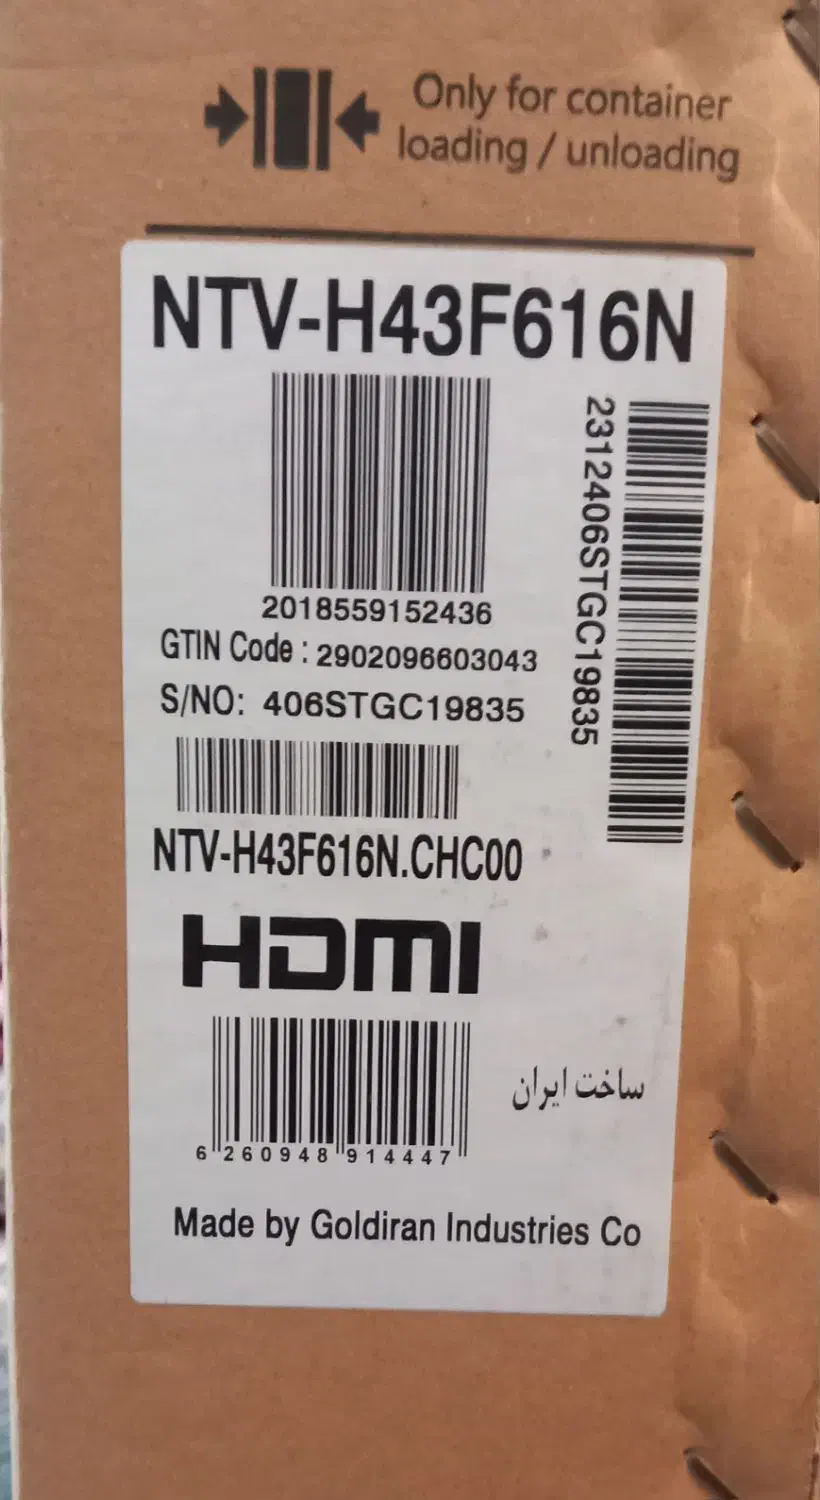 Only for container
loading / unloading
NTV-H43F616N
2018559152436
2312406STGC19835
GTIN Code : 2902096603043
S/NO: 406STGC19835
NTV-H43F616N.CHC00
HDMI
6 260948 914447
ساخت ایران
Made by Goldiran Industries Co